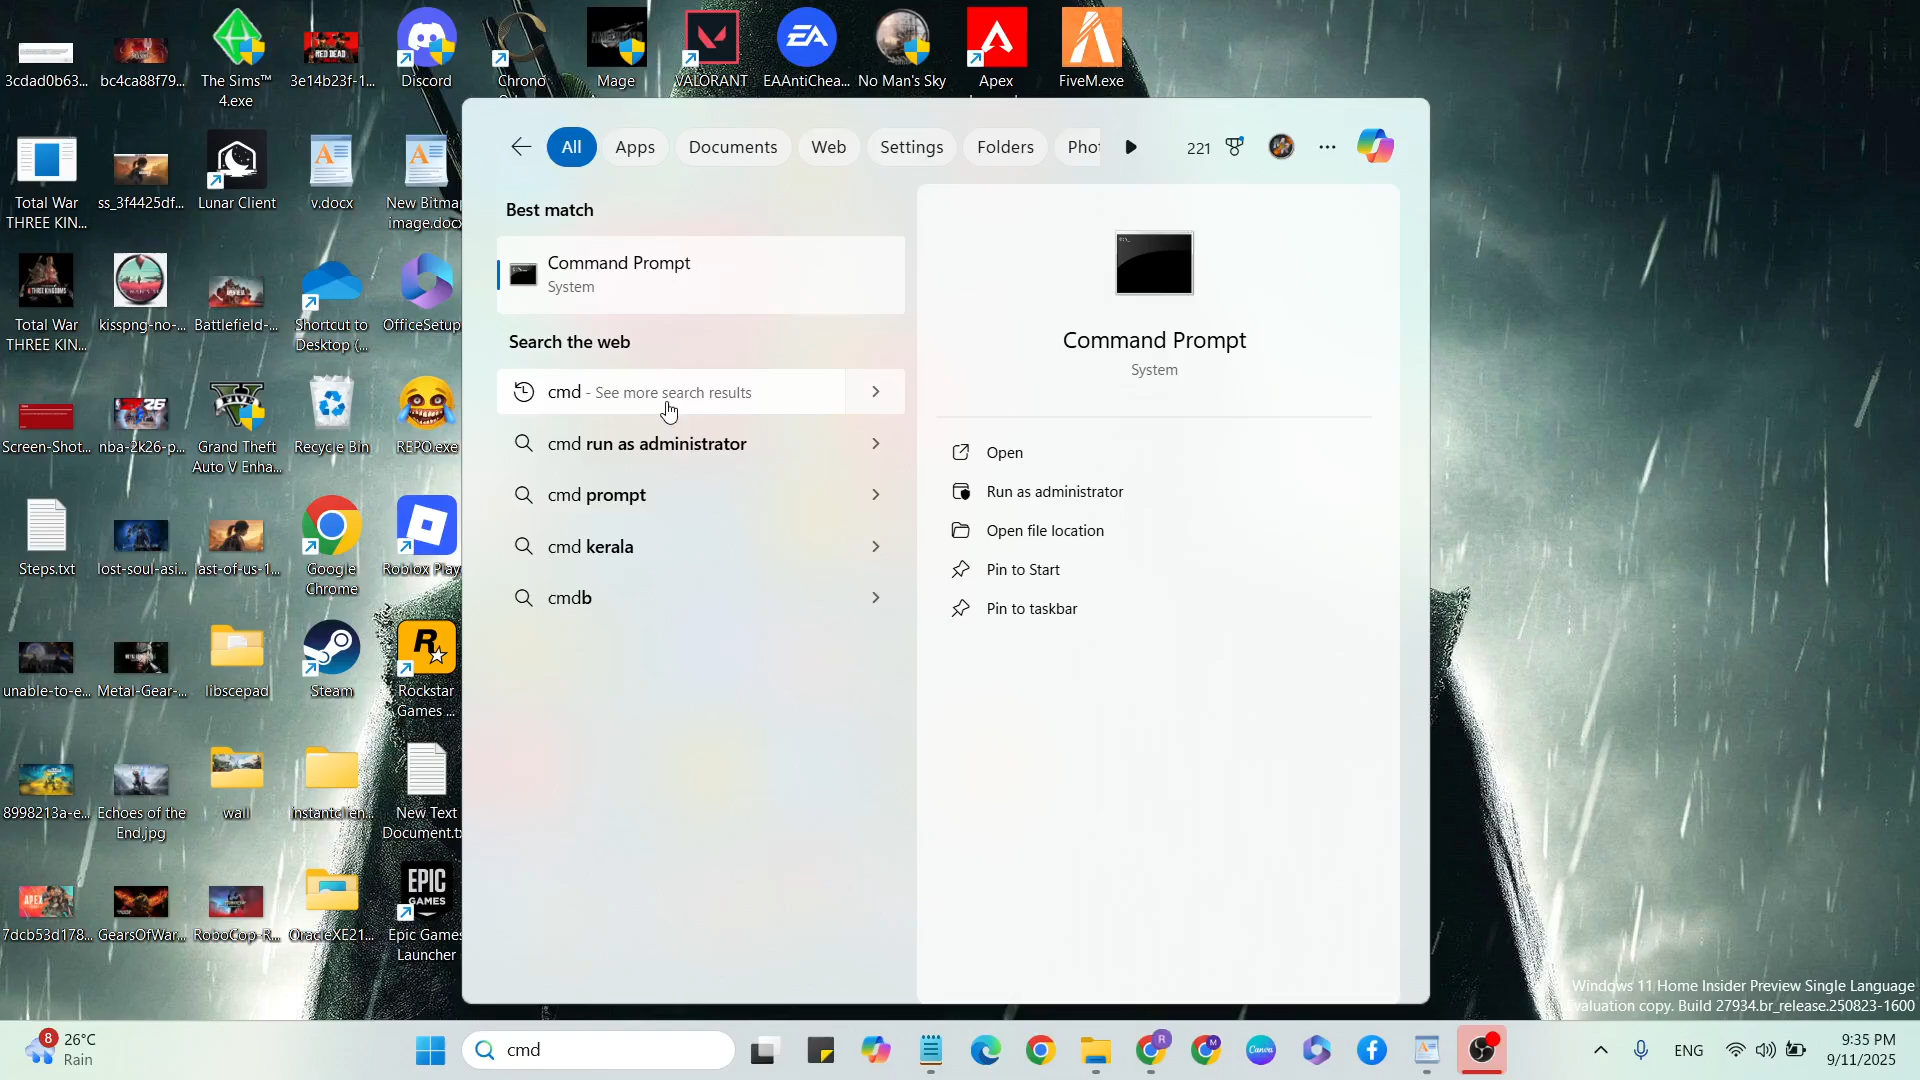 3cdad0b63...
bc4ca88f79...
The Sims™
4.exe
3e14b23f-1...
Discord
Chrono
Mage
VALORANT
EAAntiChea...
No Man's Sky
Apex
FiveM.exe
Total War
THREE KIN...
ss_3f4425df...
Lunar Client
v.docx
New Bitma
image.docx
Total War
THREE KIN...
kisspng-no-...
Battlefield-...
Shortcut to
Desktop (...
OfficeSetup
Screen-Shot...
nba-2k26-p...
Grand Theft
Auto V Enha...
Recycle Bin
REPO.exe
Steps.txt
lost-soul-asi...
last-of-us-1...
Google
Chrome
Roblox Play
unable-to-e...
Metal-Gear-...
libscepad
Steam
Rockstar
Games ...
8998213a-e...
Echoes of the
End.jpg
wall
instantclien...
New Text
Document.tx
7dcb53d178...
GearsOfWar...
RoboCop-R...
OracleXE21...
Epic Games
Launcher
All
Apps
Documents
Web
Settings
Folders
Phot
221
Best match
Command Prompt
System
Search the web
cmd - See more search results
cmd run as administrator
cmd prompt
cmd kerala
cmdb
Command Prompt
System
Open
Run as administrator
Open file location
Pin to Start
Pin to taskbar
Windows 11 Home Insider Preview Single Language
valuation copy. Build 27934.br_release.250823-1600
8
26°C
Rain
cmd
ENG
9:35 PM
9/11/2025